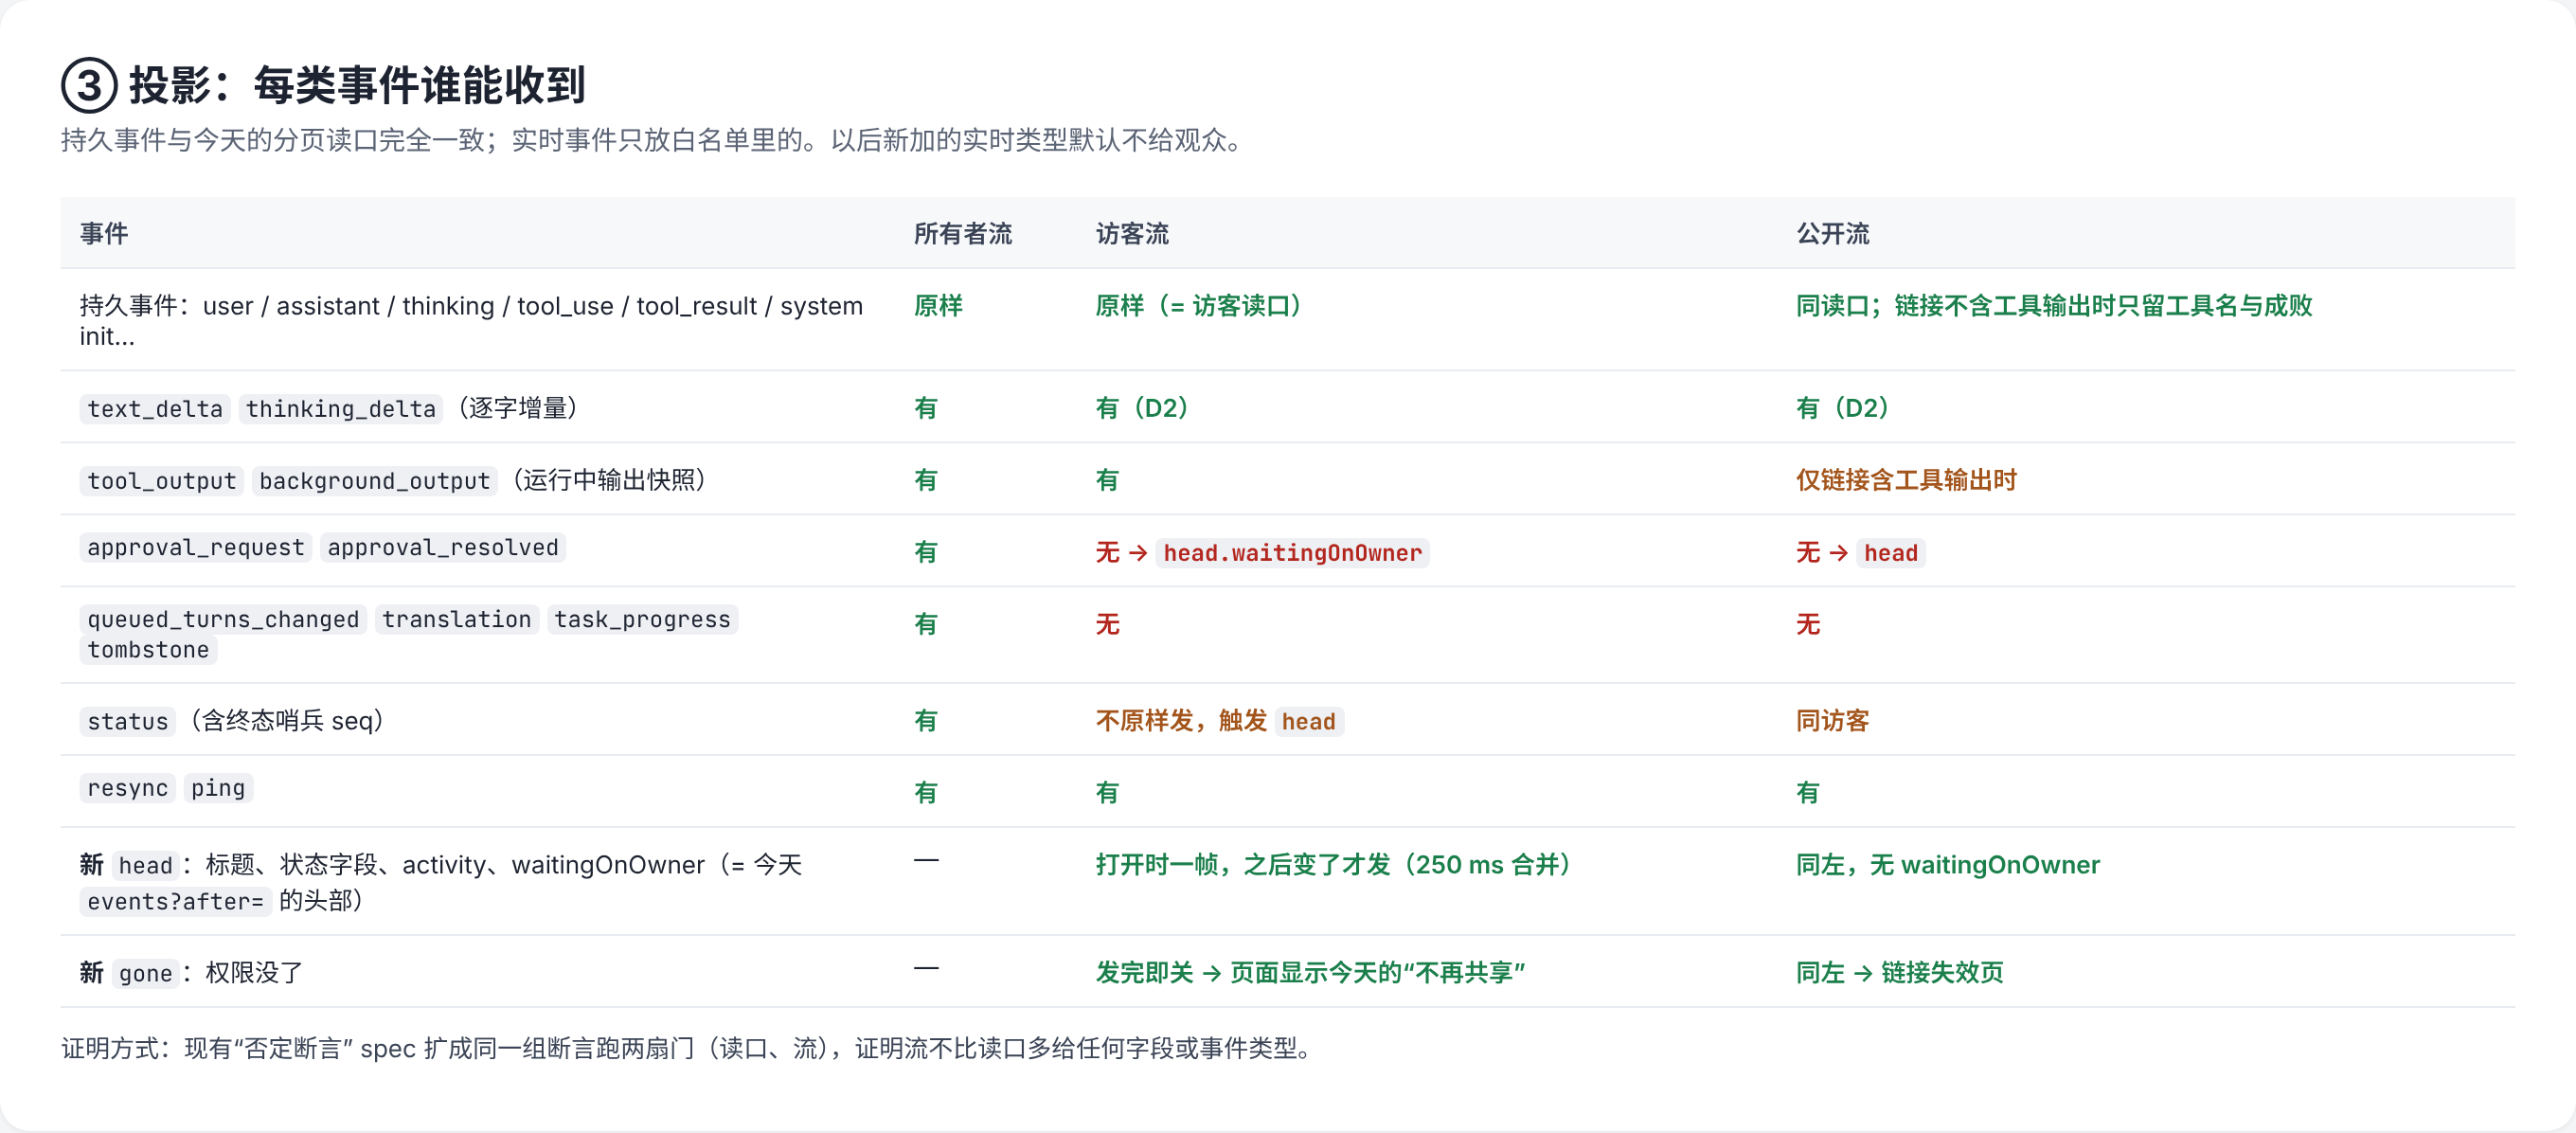 ③ 投影：每类事件谁能收到
持久事件与今天的分页读口完全一致；实时事件只放白名单里的。以后新加的实时类型默认不给观众。
事件 所有者流 访客流 公开流
持久事件：user / assistant / thinking / tool_use / tool_result / system 原样 原样（= 访客读口） 同读口；链接不含工具输出时只留工具名与成败
init...
text_delta thinking_delta（逐字增量） 有 有（D2） 有（D2）
tool_output background_output（运行中输出快照） 有 有 仅链接含工具输出时
approval_request approval_resolved 有 无 → head.waitingOnOwner 无 → head
queued_turns_changed translation task_progress 有 无 无
tombstone
status（含终态哨兵 seq） 有 不原样发，触发 head 同访客
resync ping 有 有 有
新 head：标题、状态字段、activity、waitingOnOwner（= 今天 — 打开时一帧，之后变了才发（250 ms 合并） 同左，无 waitingOnOwner
events?after= 的头部）
新 gone：权限没了 — 发完即关 → 页面显示今天的“不再共享” 同左 → 链接失效页
证明方式：现有“否定断言” spec 扩成同一组断言跑两扇门（读口、流），证明流不比读口多给任何字段或事件类型。